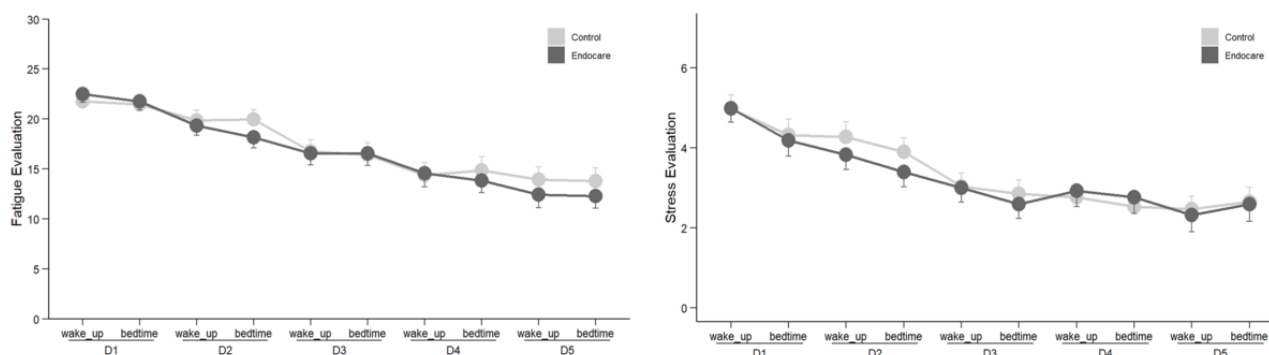 Fatigue Evaluation
30
25
20
15
10
5
0
Control
Endocare
wake_up bedtime wake_up bedtime wake_up bedtime wake_up bedtime wake_up bedtime
D1 D2 D3 D4 D5
Stress Evaluation
6
4
2
0
Control
Endocare
wake_up bedtime wake_up bedtime wake_up bedtime wake_up bedtime wake_up bedtime
D1 D2 D3 D4 D5